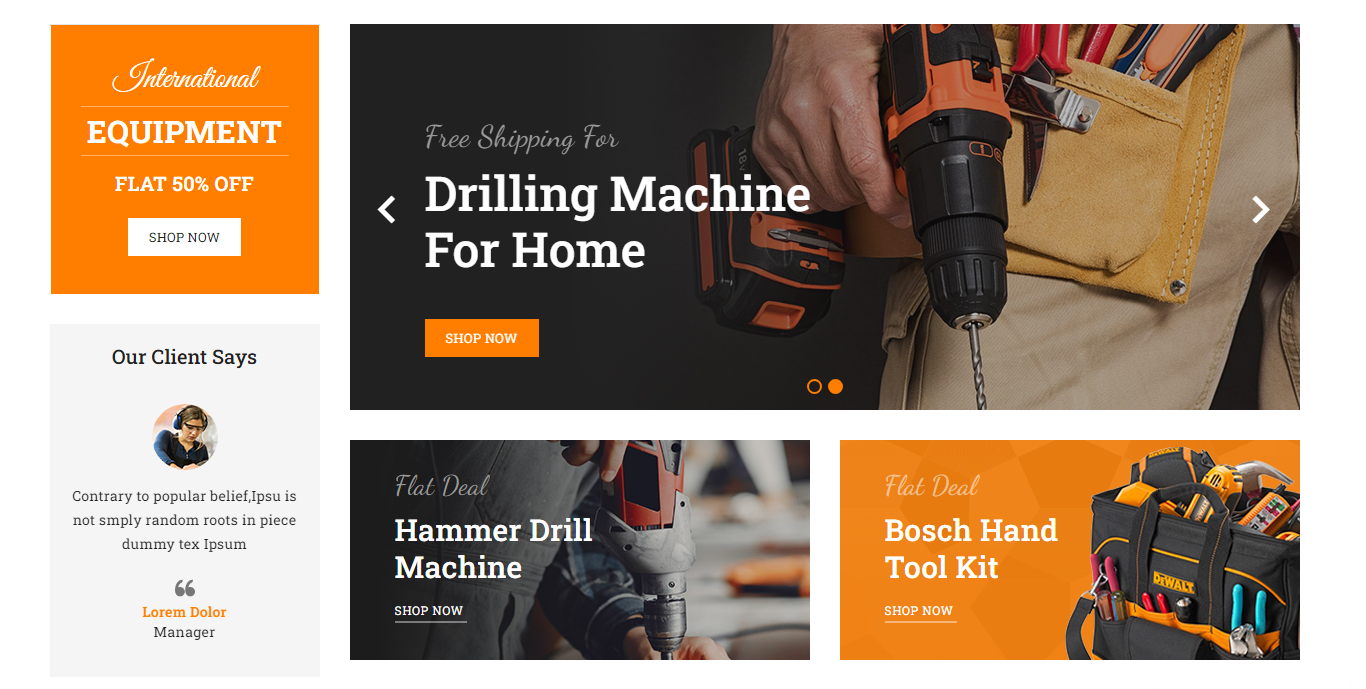 International
EQUIPMENT
FLAT 50% OFF
SHOP NOW
Our Client Says
Contrary to popular belief,Ipsu is
not smply random roots in piece
dummy tex Ipsum
Lorem Dolor
Manager
Free Shipping For
Drilling Machine
For Home
SHOP NOW
18V
Flat Deal
Hammer Drill
Machine
SHOP NOW
Flat Deal
Bosch Hand
Tool Kit
SHOP NOW
DEWALT